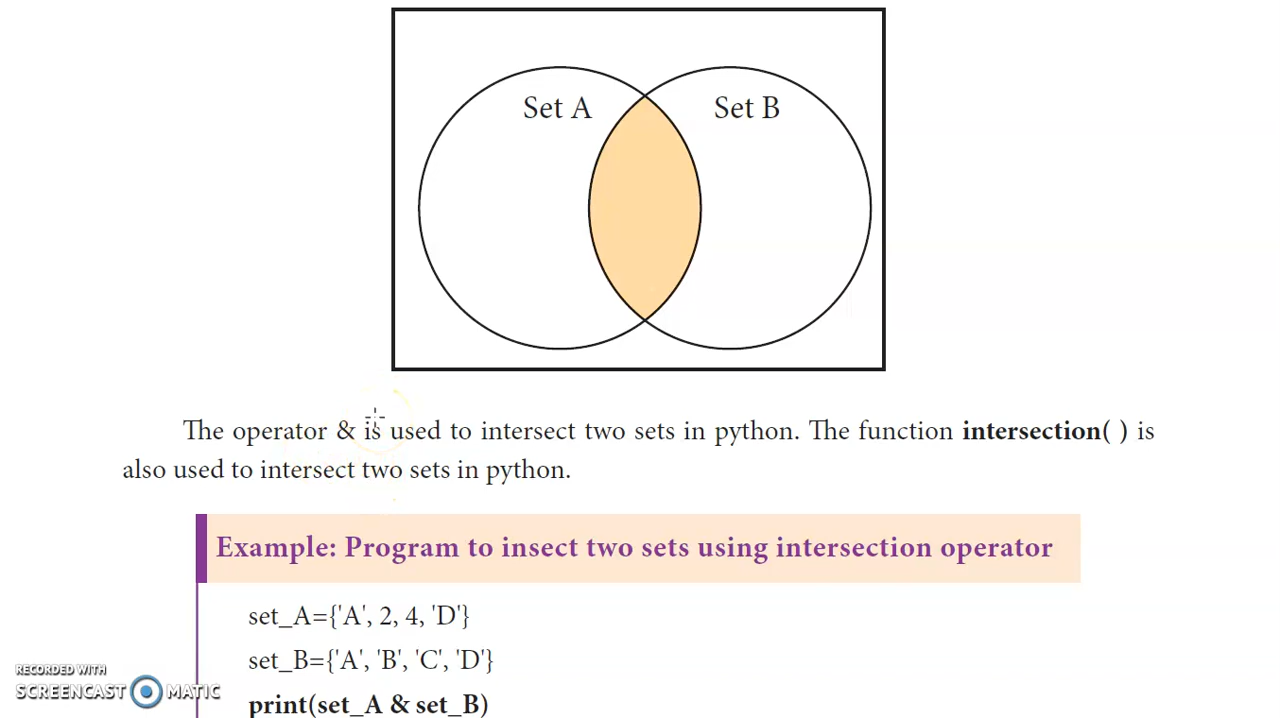 Set A Set B
The operator & is used to intersect two sets in python. The function intersection( ) is
also used to intersect two sets in python.
Example: Program to insect two sets using intersection operator
set_A={'A', 2, 4, 'D'}
set_B={'A', 'B', 'C', 'D'}
print(set_A & set_B)
RECORDED WITH
SCREENCAST MATIC